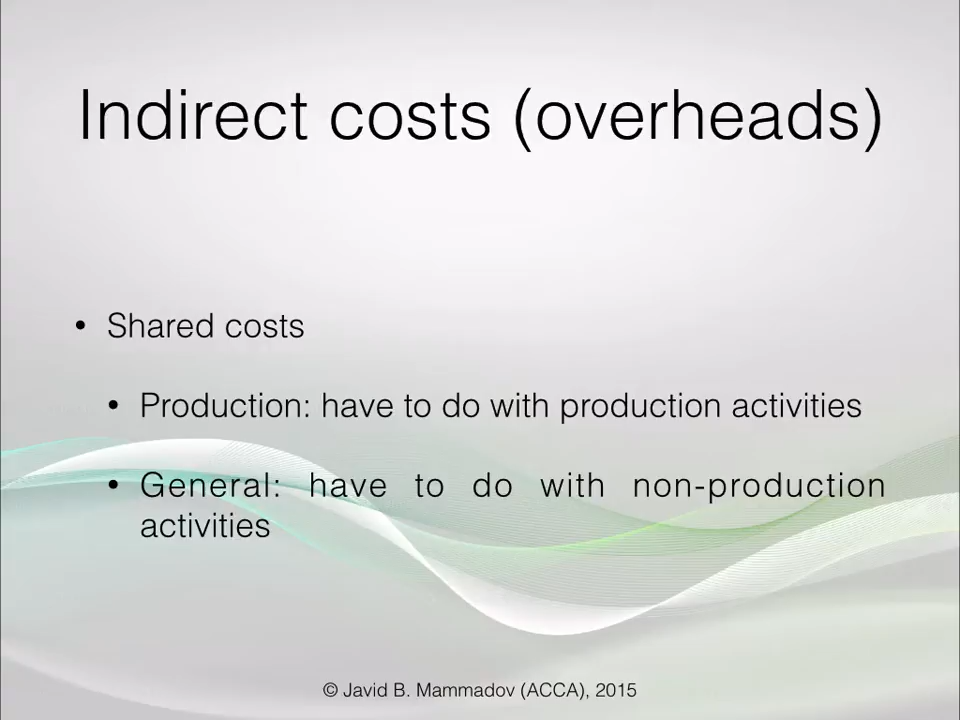 Indirect costs (overheads)
• Shared costs
• Production: have to do with production activities
• General: have to do with non-production
activities
© Javid B. Mammadov (ACCA), 2015